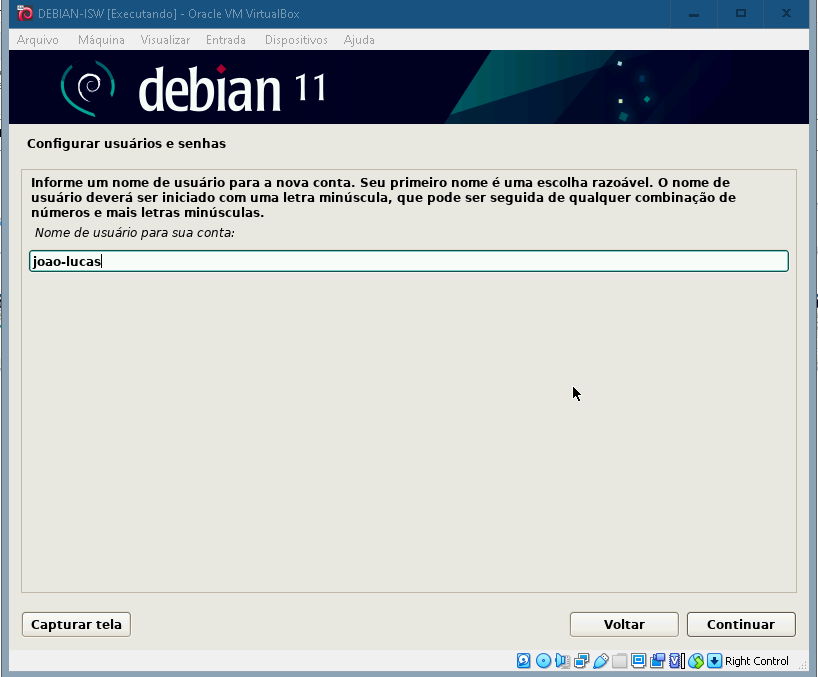 DEBIAN-ISW [Executando] - Oracle VM VirtualBox
Arquivo Máquina Visualizar Entrada Dispositivos Ajuda
debian 11
Configurar usuários e senhas
Informe um nome de usuário para a nova conta. Seu primeiro nome é uma escolha razoável. O nome de
usuário deverá ser iniciado com uma letra minúscula, que pode ser seguida de qualquer combinação de
números e mais letras minúsculas.
Nome de usuário para sua conta:
joao-lucas
Capturar tela Voltar Continuar
Right Control